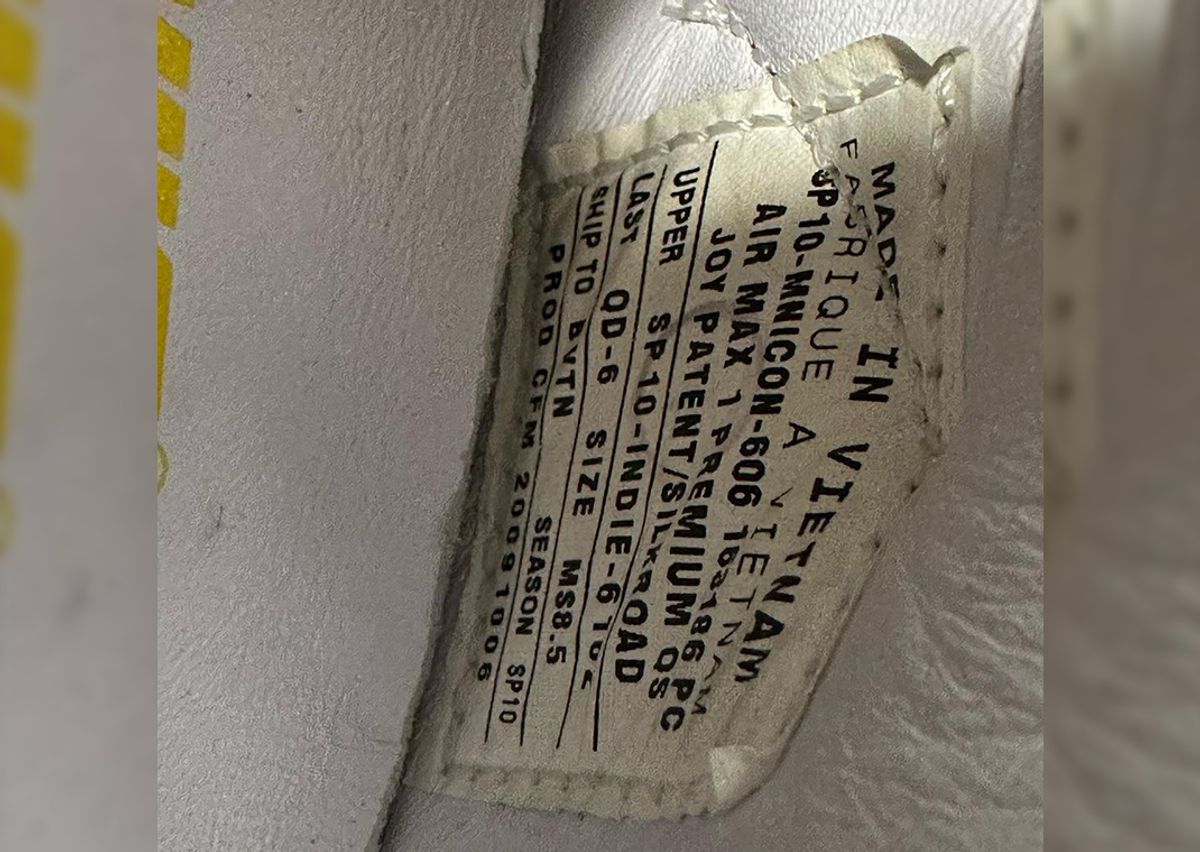 MADE IN VIETNAM
FABRIQUE A VIETNAM
SP10-MNICON-606 PC
AIR MAX 1 PREMIUM QS
JOY PATENT/SILKROAD
UPPER SP10-INDIE-6
LAST QD-6 SIZE MS8.5
SHIP TO BVTN SEASON SP10
PROD CFM 20091006